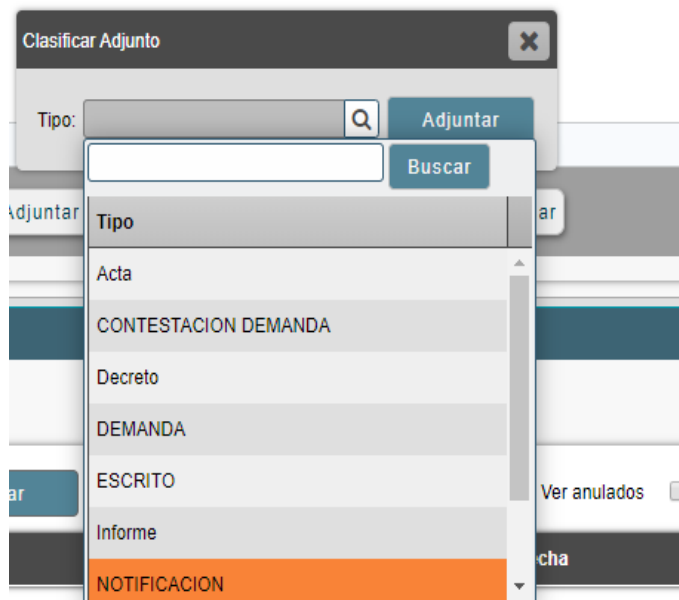 Clasificar Adjunto
Tipo:
Adjuntar
Buscar
Adjuntar
ar
Tipo
Acta
CONTESTACION DEMANDA
Decreto
DEMANDA
ESCRITO
ar
Ver anulados
Informe
echa
NOTIFICACION